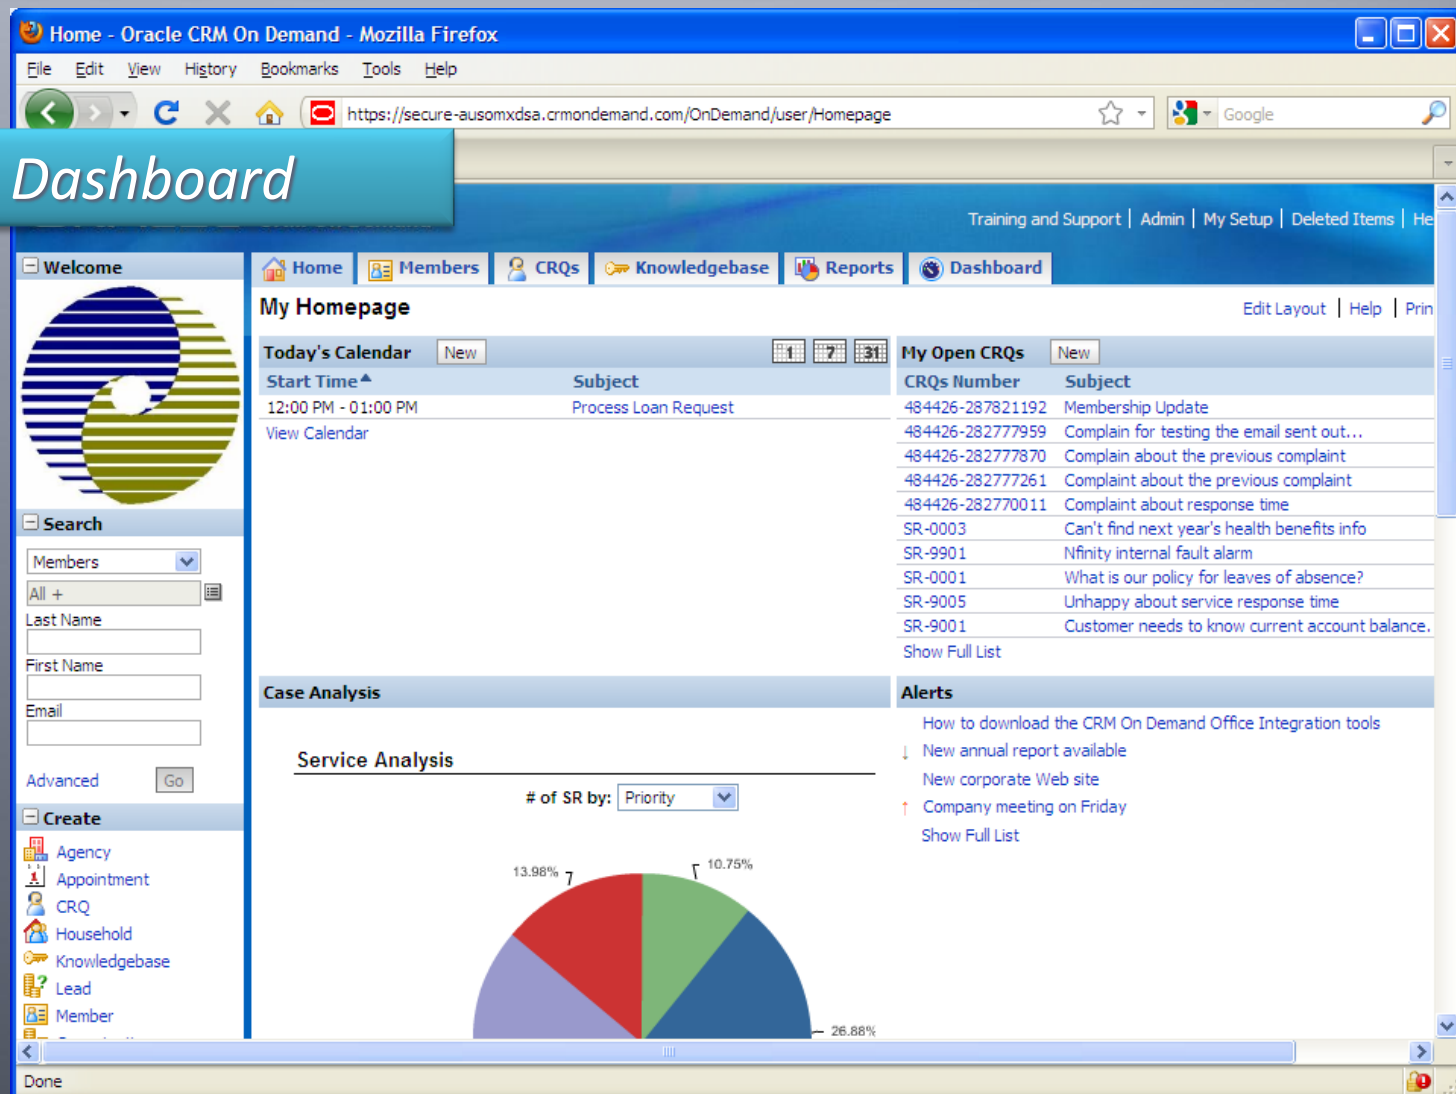 Home - Oracle CRM On Demand - Mozilla Firefox
File Edit View History Bookmarks Tools Help
https://secure-ausomxdsa.crmondemand.com/OnDemand/user/Homepage
Google
Dashboard
Training and Support | Admin | My Setup | Deleted Items | He
Welcome
Home Members CRQs Knowledgebase Reports Dashboard
My Homepage
Edit Layout | Help | Prin
Today's Calendar New 1 7 31
Start Time Subject
12:00 PM - 01:00 PM Process Loan Request
View Calendar
My Open CRQs New
CRQs Number Subject
484426-287821192 Membership Update
484426-282777959 Complain for testing the email sent out...
484426-282777870 Complain about the previous complaint
484426-282777261 Complaint about the previous complaint
484426-282770011 Complaint about response time
SR-0003 Can't find next year's health benefits info
SR-9901 Nfinity internal fault alarm
SR-0001 What is our policy for leaves of absence?
SR-9005 Unhappy about service response time
SR-9001 Customer needs to know current account balance.
Show Full List
Search
Members
All +
Last Name
First Name
Email
Advanced Go
Case Analysis
Service Analysis
# of SR by: Priority
13.98%
10.75%
26.88%
Alerts
How to download the CRM On Demand Office Integration tools
New annual report available
New corporate Web site
Company meeting on Friday
Show Full List
Create
Agency
Appointment
CRQ
Household
Knowledgebase
Lead
Member
Done